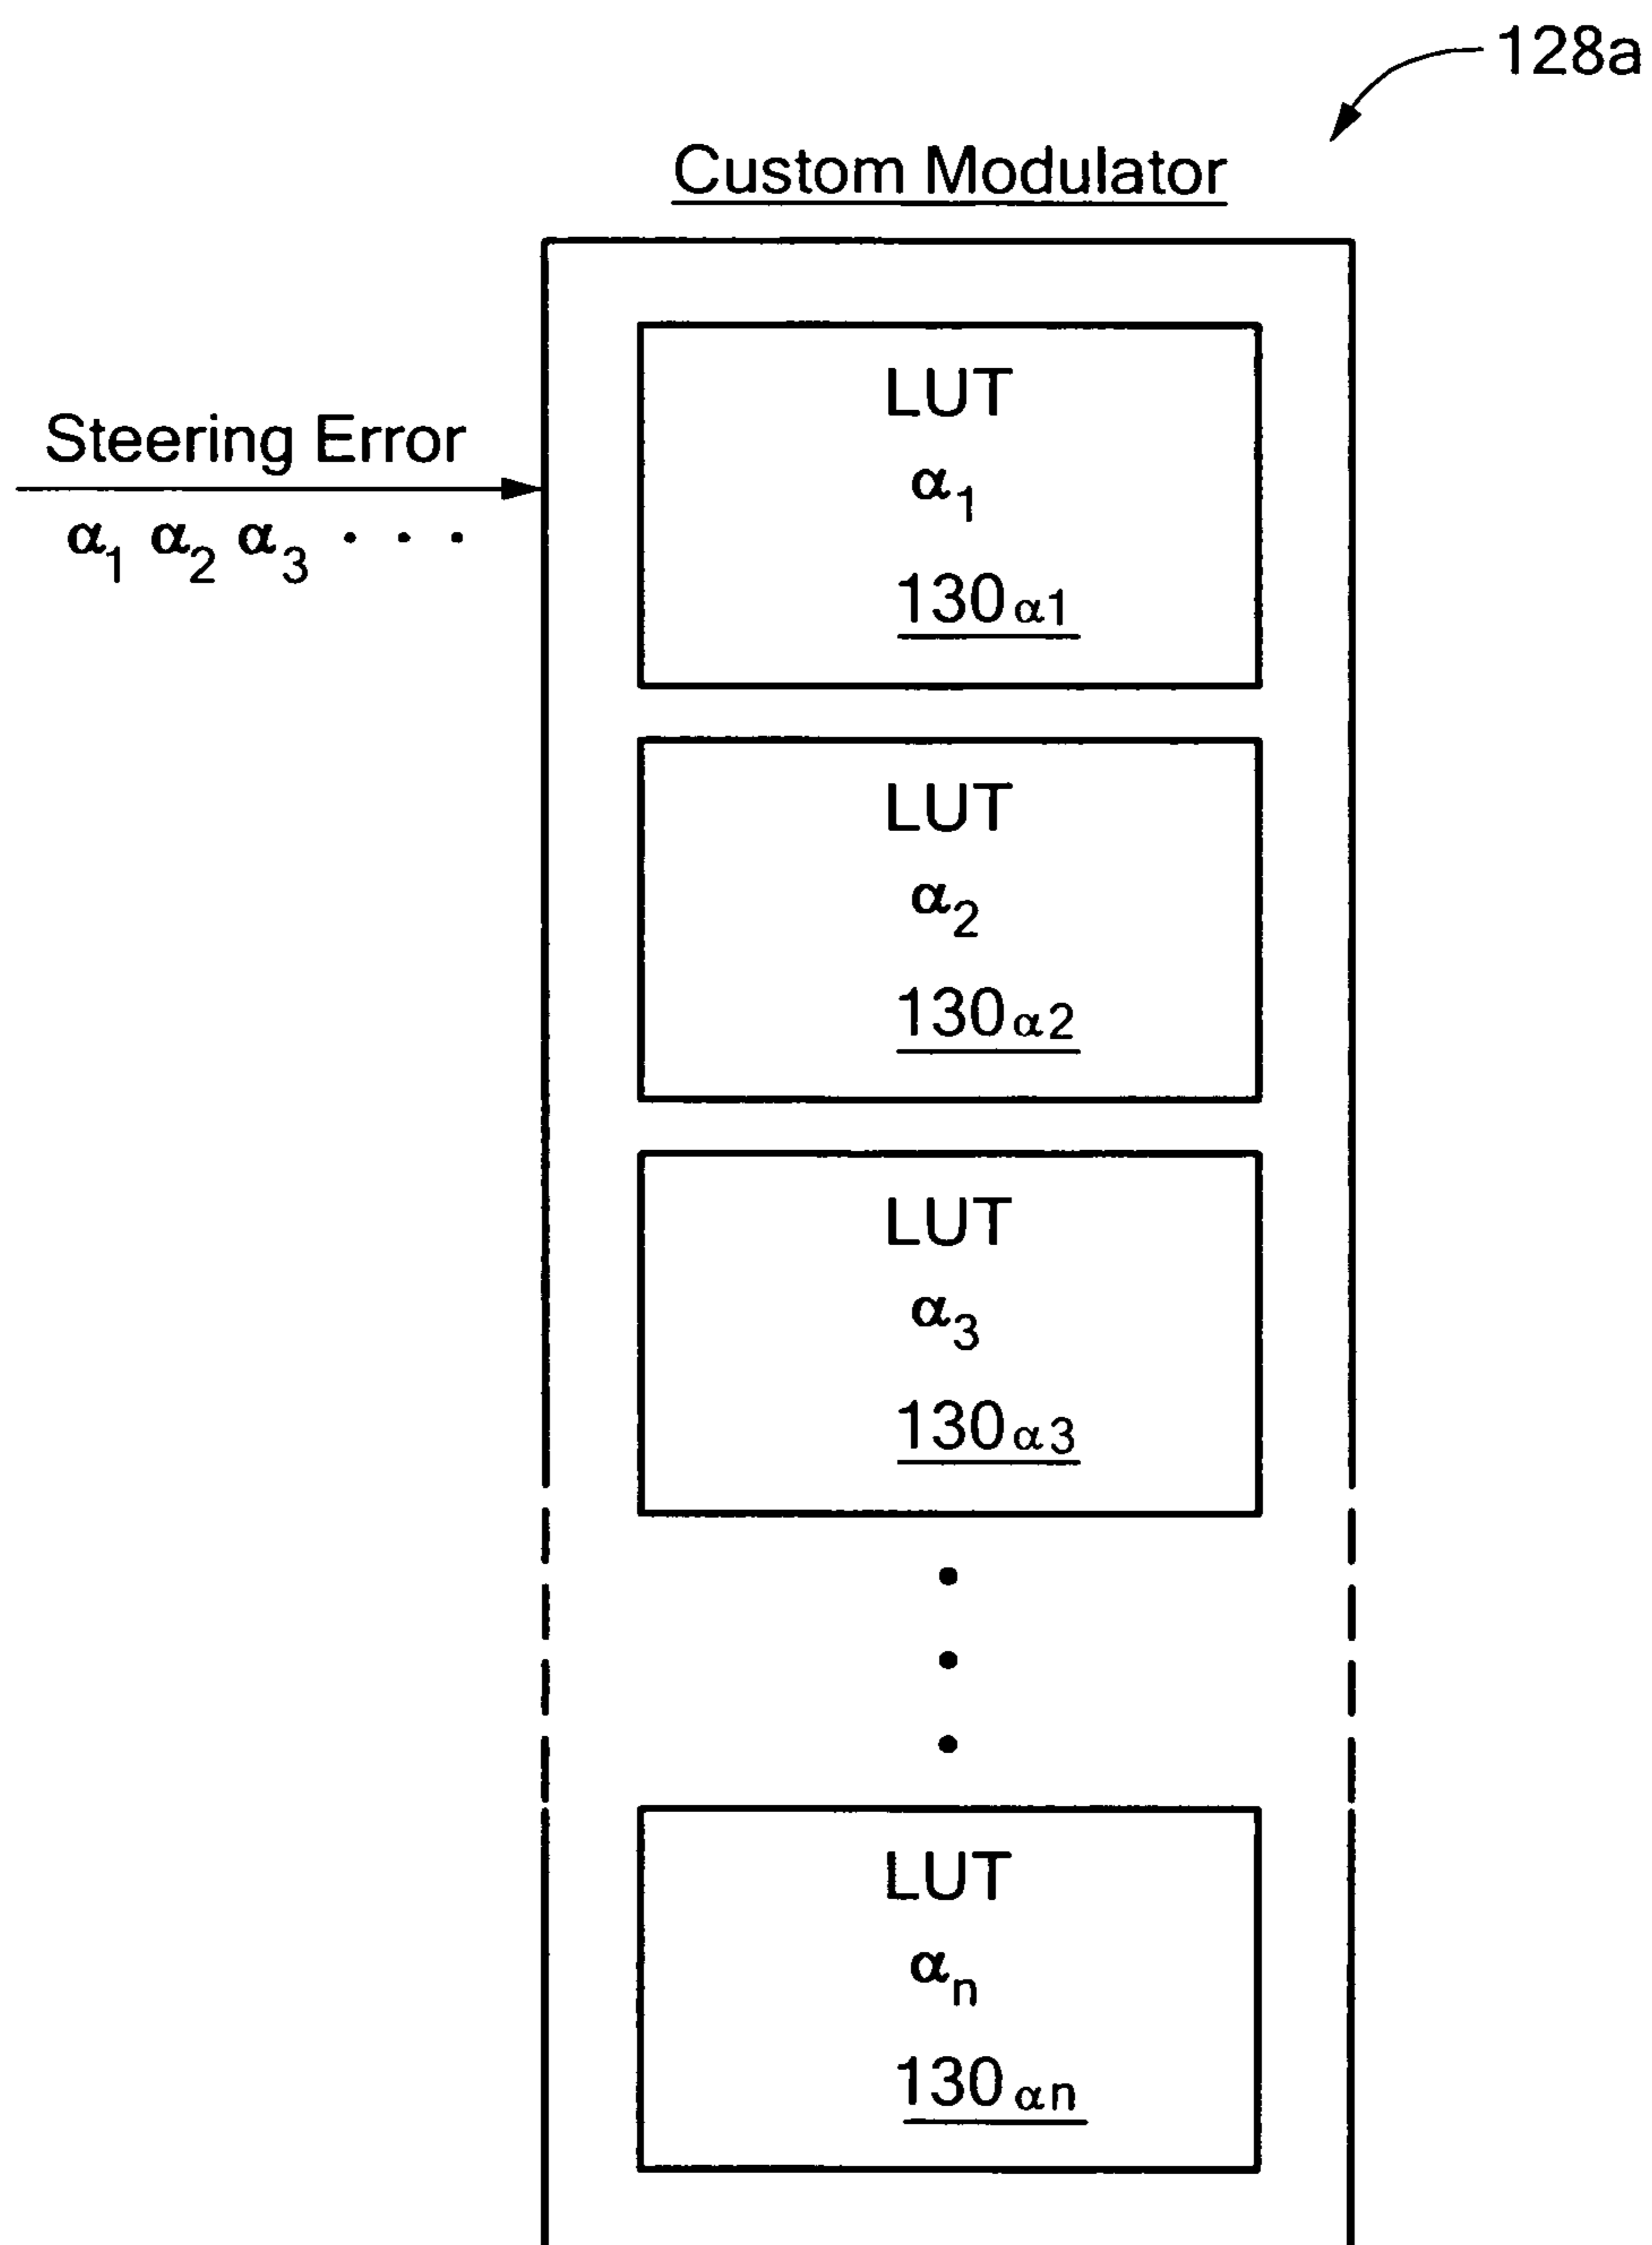 128a
Custom Modulator
Steering Error
α1 α2 α3 . . .
LUT
α1
130α1
LUT
α2
130α2
LUT
α3
130α3
LUT
αn
130αn